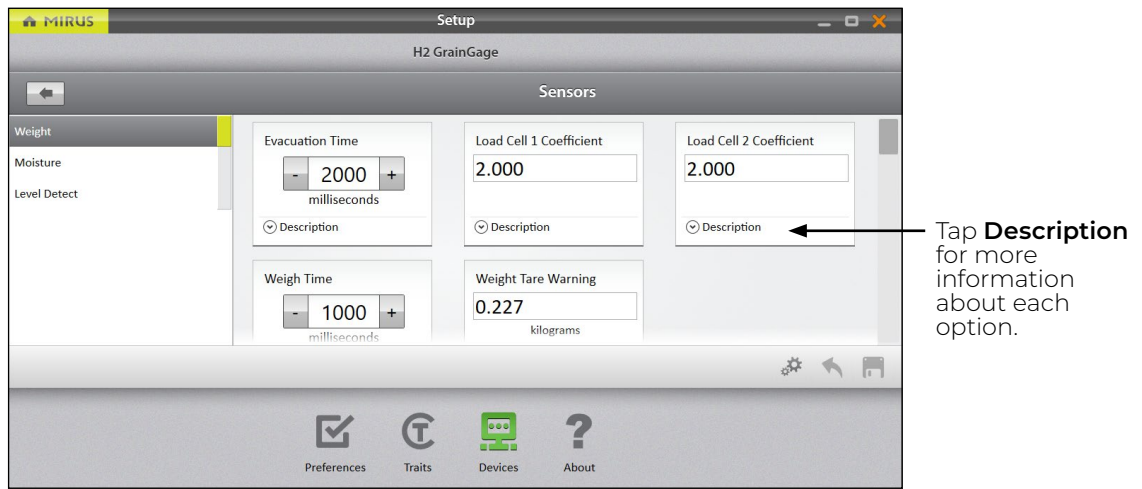 MIRUS
Setup
H2 GrainGage
Sensors
Weight
Moisture
Level Detect
Evacuation Time
- 2000 +
milliseconds
Description
Load Cell 1 Coefficient
2.000
Description
Load Cell 2 Coefficient
2.000
Description
Weigh Time
- 1000 +
milliseconds
Weight Tare Warning
0.227
kilograms
Tap Description
for more
information
about each
option.
Preferences
Traits
Devices
About